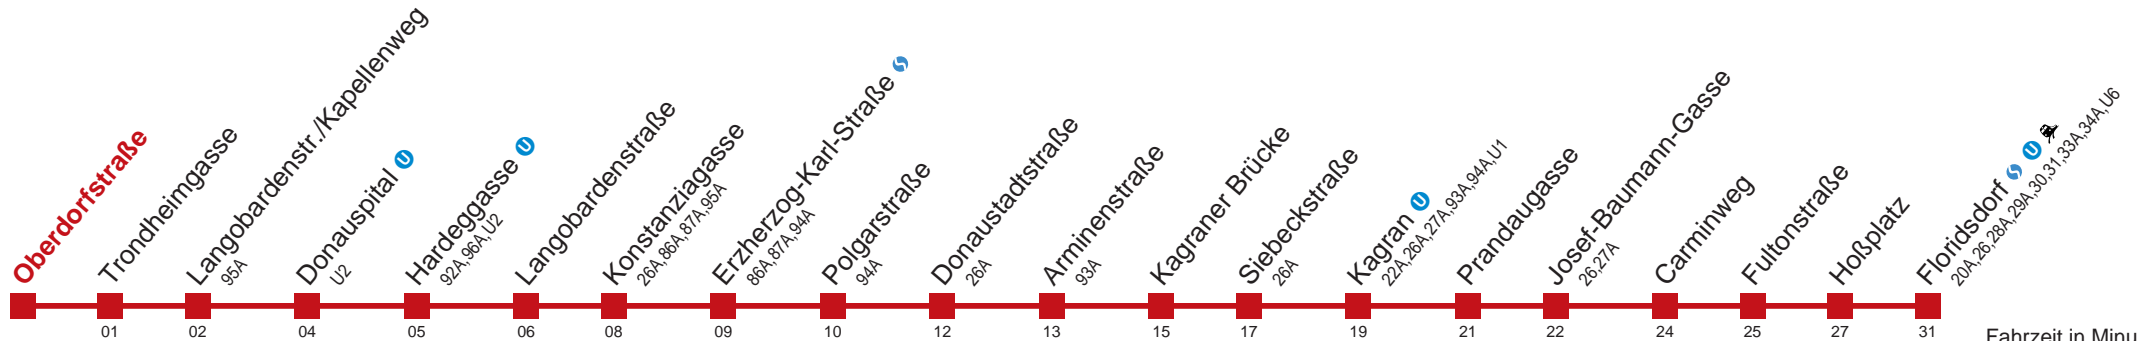 Oberdorfstraße
Trondheimgasse
Langobardenstr./Kapellenweg
95A
Donauspital U
U2
Hardeggasse U
92A,96A,U2
Langobardenstraße
Konstanziagasse
26A,86A,87A,95A
Erzherzog-Karl-Straße S
86A,87A,94A
Polgarstraße
94A
Donaustadtstraße
26A
Arminenstraße
93A
Kagraner Brücke
Siebeckstraße
26A
Kagran U
22A,26A,27A,93A,94A,U1
Prandaugasse
Josef-Baumann-Gasse
26,27A
Carminweg
Fultonstraße
Hoßplatz
Floridsdorf S U
20A,26,28A,29A,30,31,33A,34A,U6
01 02 04 05 06 08 09 10 12 13 15 17 19 21 22 24 25 27 31
Fahrzeit in Minu